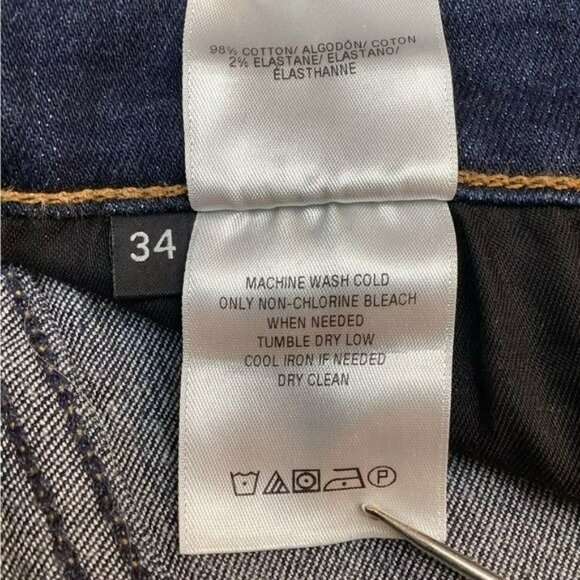 98% COTTON/ ALGODÓN/ COTON
2% ELASTANE/ ELASTANO/
ÉLASTHANNE
34
MACHINE WASH COLD
ONLY NON-CHLORINE BLEACH
WHEN NEEDED
TUMBLE DRY LOW
COOL IRON IF NEEDED
DRY CLEAN
P